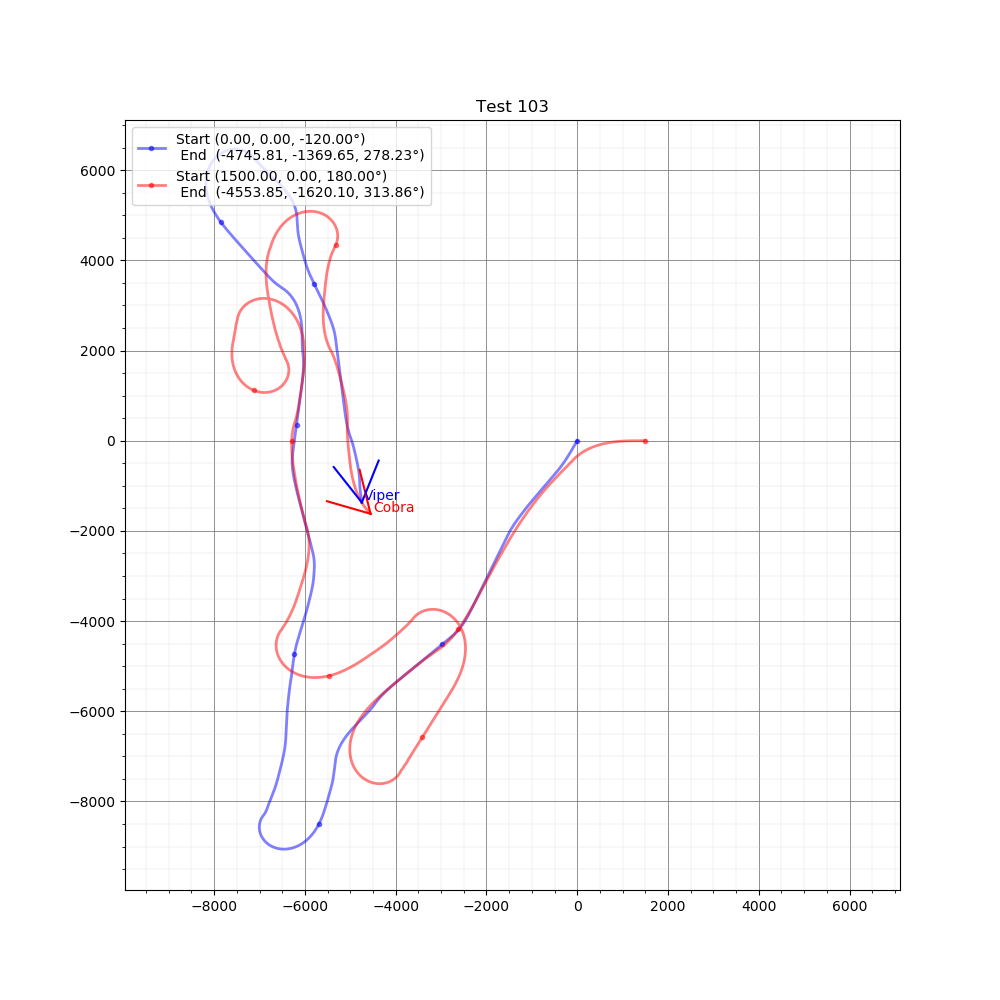 Test 103
Start (0.00, 0.00, -120.00°)
End (-4745.81, -1369.65, 278.23°)
Start (1500.00, 0.00, 180.00°)
End (-4553.85, -1620.10, 313.86°)
6000
4000
2000
0
−2000
−4000
−6000
−8000
Viper
Cobra
−8000 −6000 −4000 −2000 0 2000 4000 6000